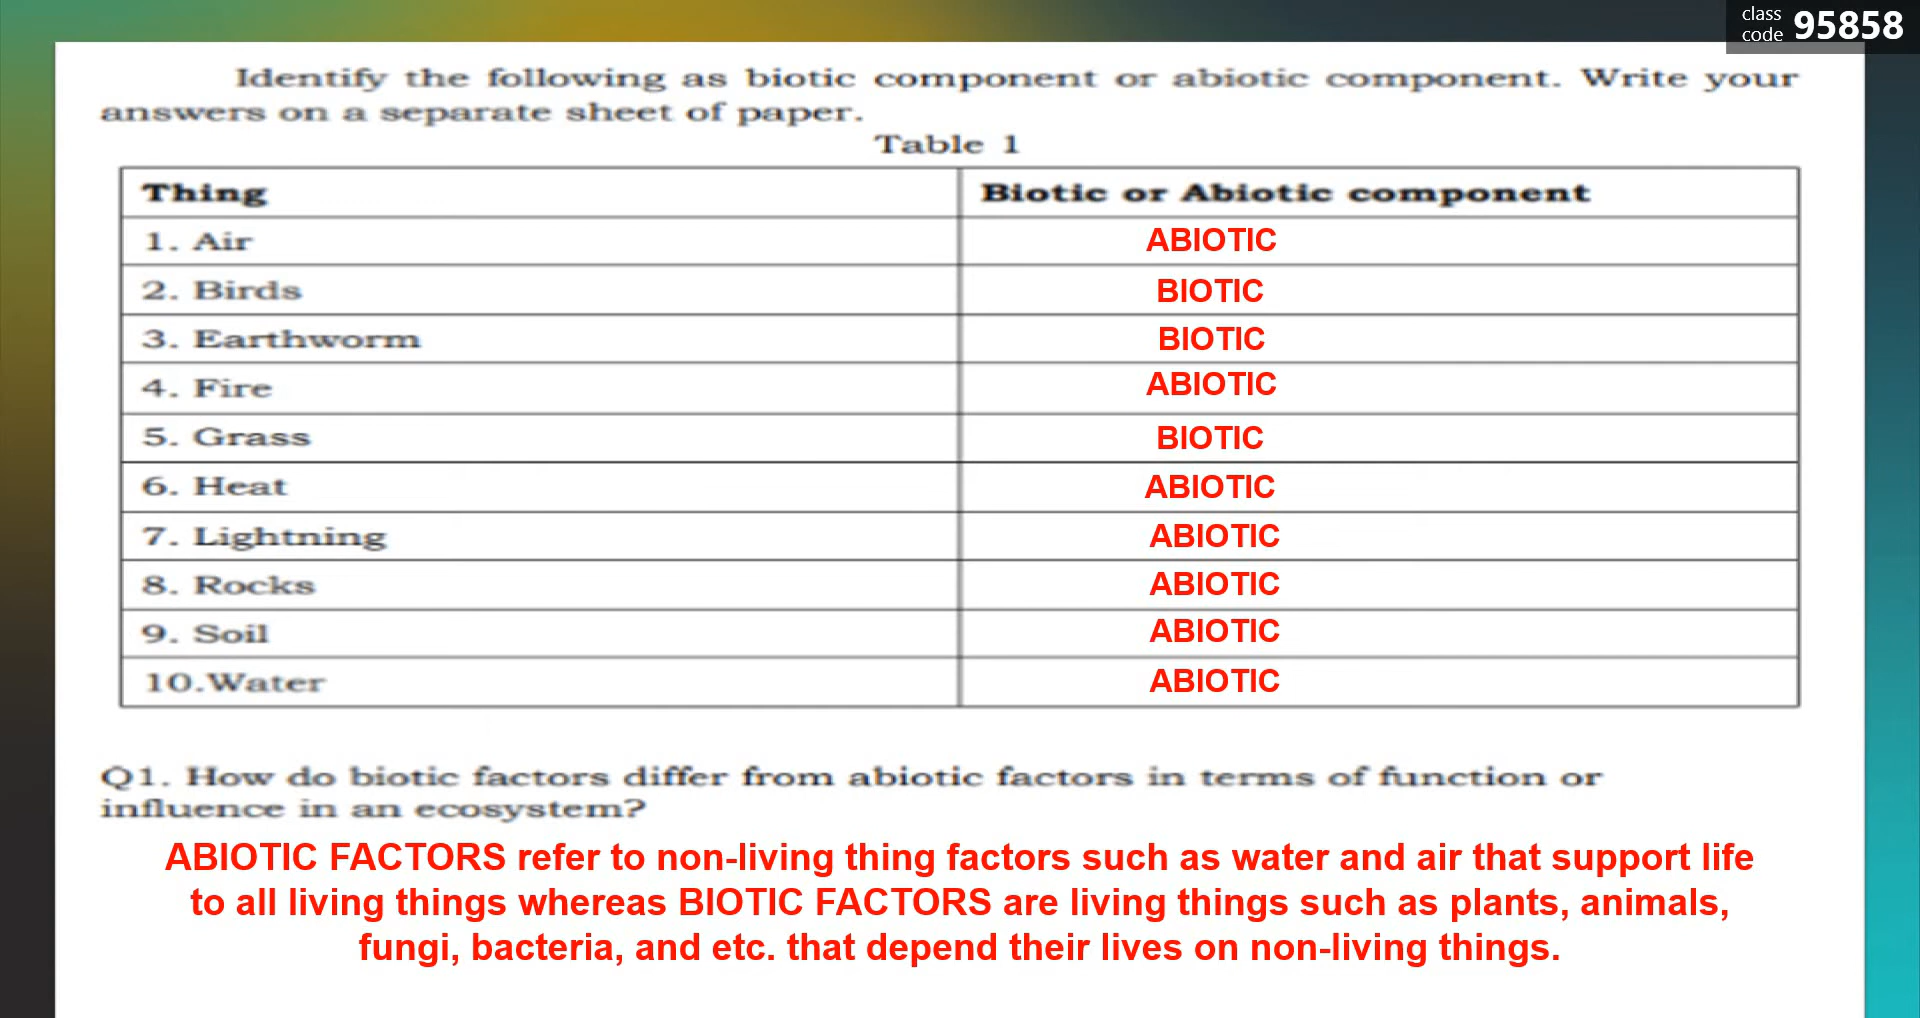 class
code 95858
Identify the following as biotic component or abiotic component. Write your
answers on a separate sheet of paper.
Table 1
Thing Biotic or Abiotic component
1. Air ABIOTIC
2. Birds BIOTIC
3. Earthworm BIOTIC
4. Fire ABIOTIC
5. Grass BIOTIC
6. Heat ABIOTIC
7. Lightning ABIOTIC
8. Rocks ABIOTIC
9. Soil ABIOTIC
10.Water ABIOTIC
Q1. How do biotic factors differ from abiotic factors in terms of function or
influence in an ecosystem?
ABIOTIC FACTORS refer to non-living thing factors such as water and air that support life
to all living things whereas BIOTIC FACTORS are living things such as plants, animals,
fungi, bacteria, and etc. that depend their lives on non-living things.